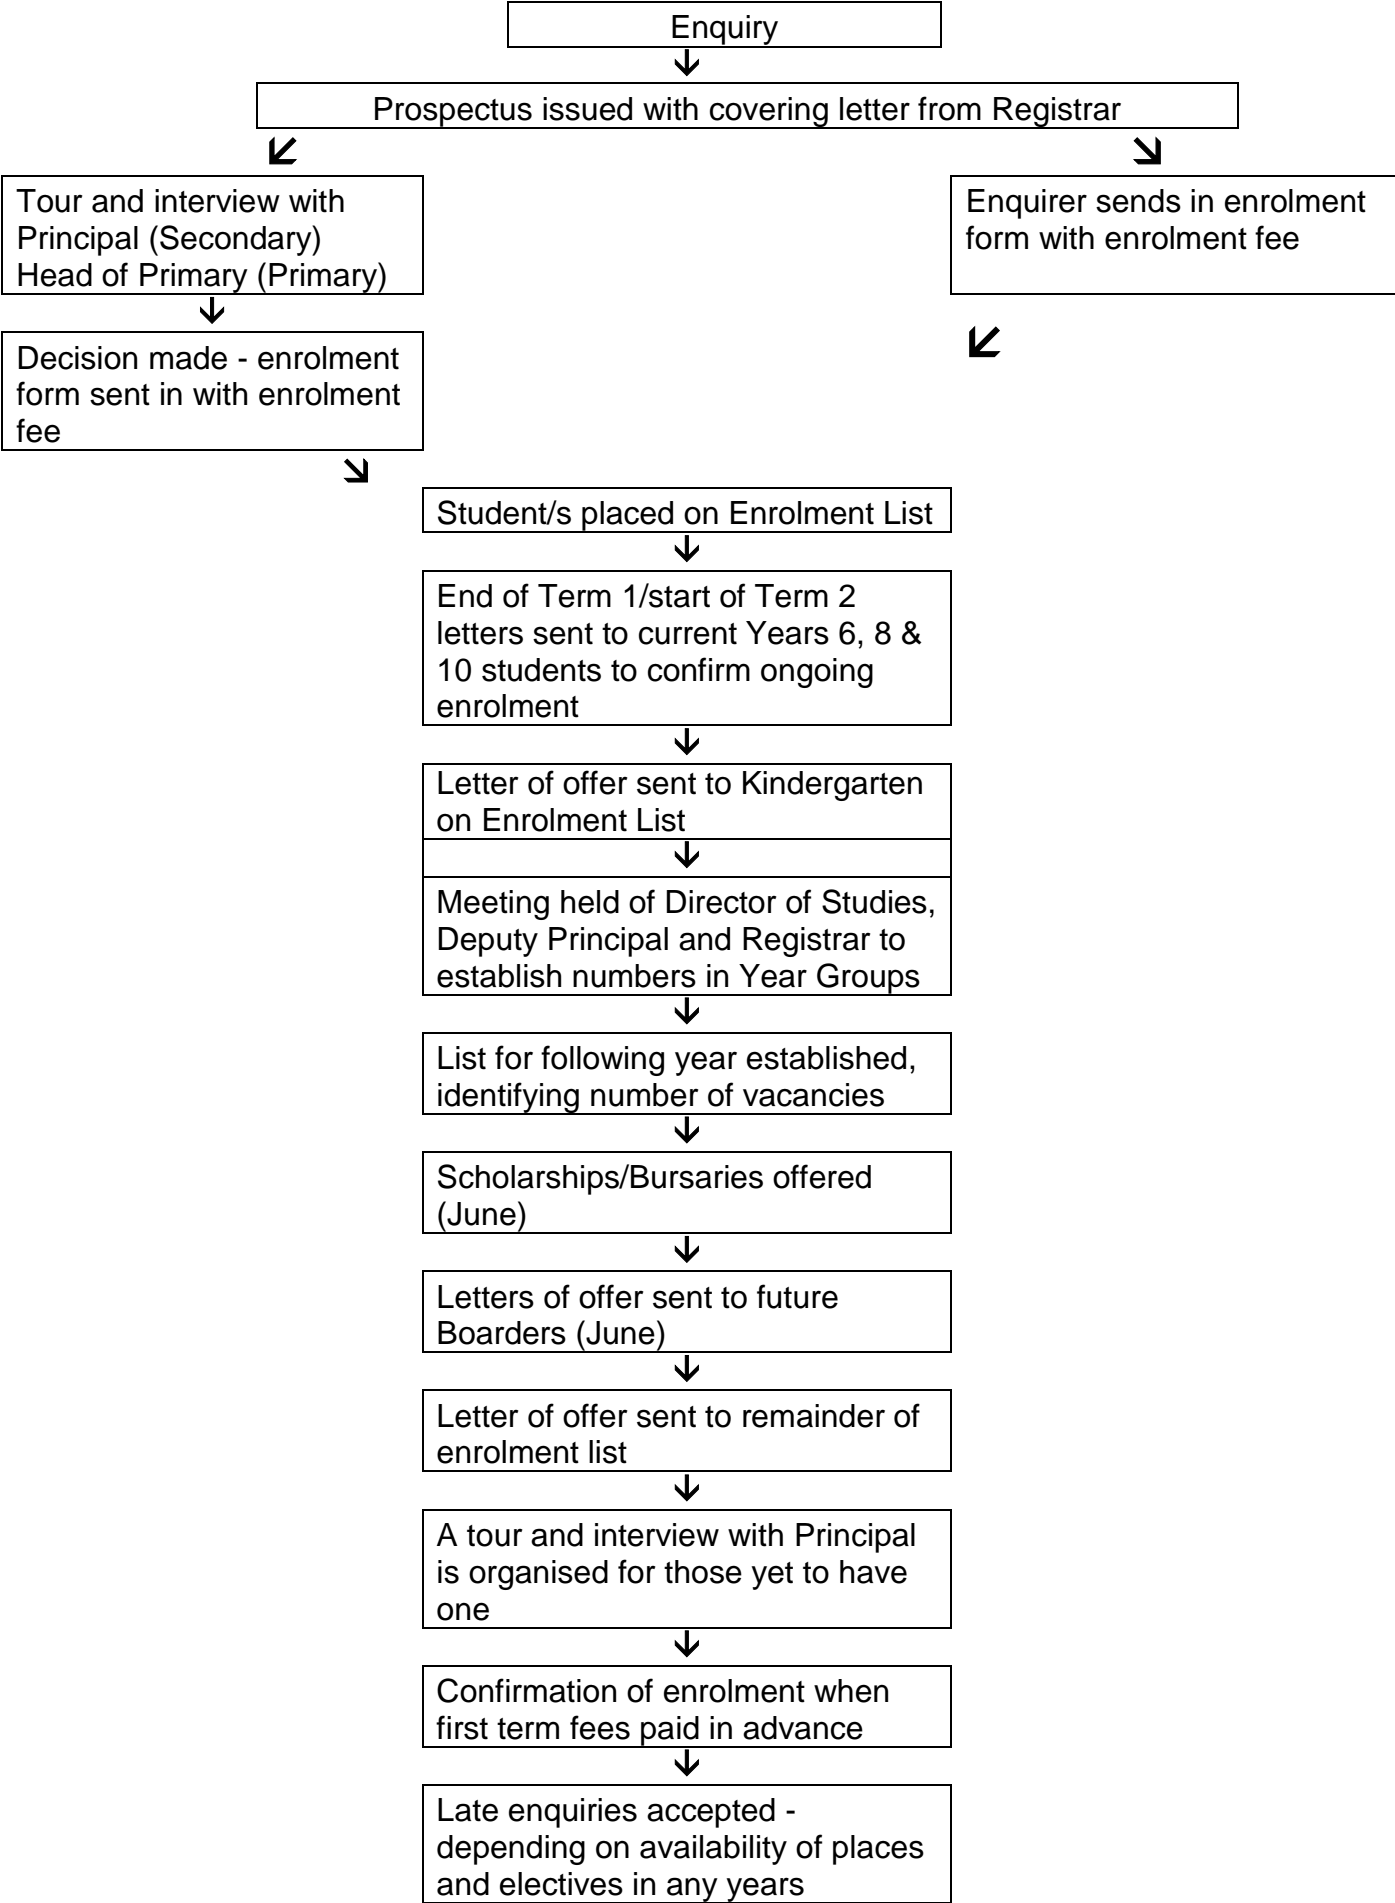 Enquiry
Prospectus issued with covering letter from Registrar
Tour and interview with
Principal (Secondary)
Head of Primary (Primary)
Enquirer sends in enrolment
form with enrolment fee
Decision made - enrolment
form sent in with enrolment
fee
Student/s placed on Enrolment List
End of Term 1/start of Term 2
letters sent to current Years 6, 8 &
10 students to confirm ongoing
enrolment
Letter of offer sent to Kindergarten
on Enrolment List
Meeting held of Director of Studies,
Deputy Principal and Registrar to
establish numbers in Year Groups
List for following year established,
identifying number of vacancies
Scholarships/Bursaries offered
(June)
Letters of offer sent to future
Boarders (June)
Letter of offer sent to remainder of
enrolment list
A tour and interview with Principal
is organised for those yet to have
one
Confirmation of enrolment when
first term fees paid in advance
Late enquiries accepted -
depending on availability of places
and electives in any years